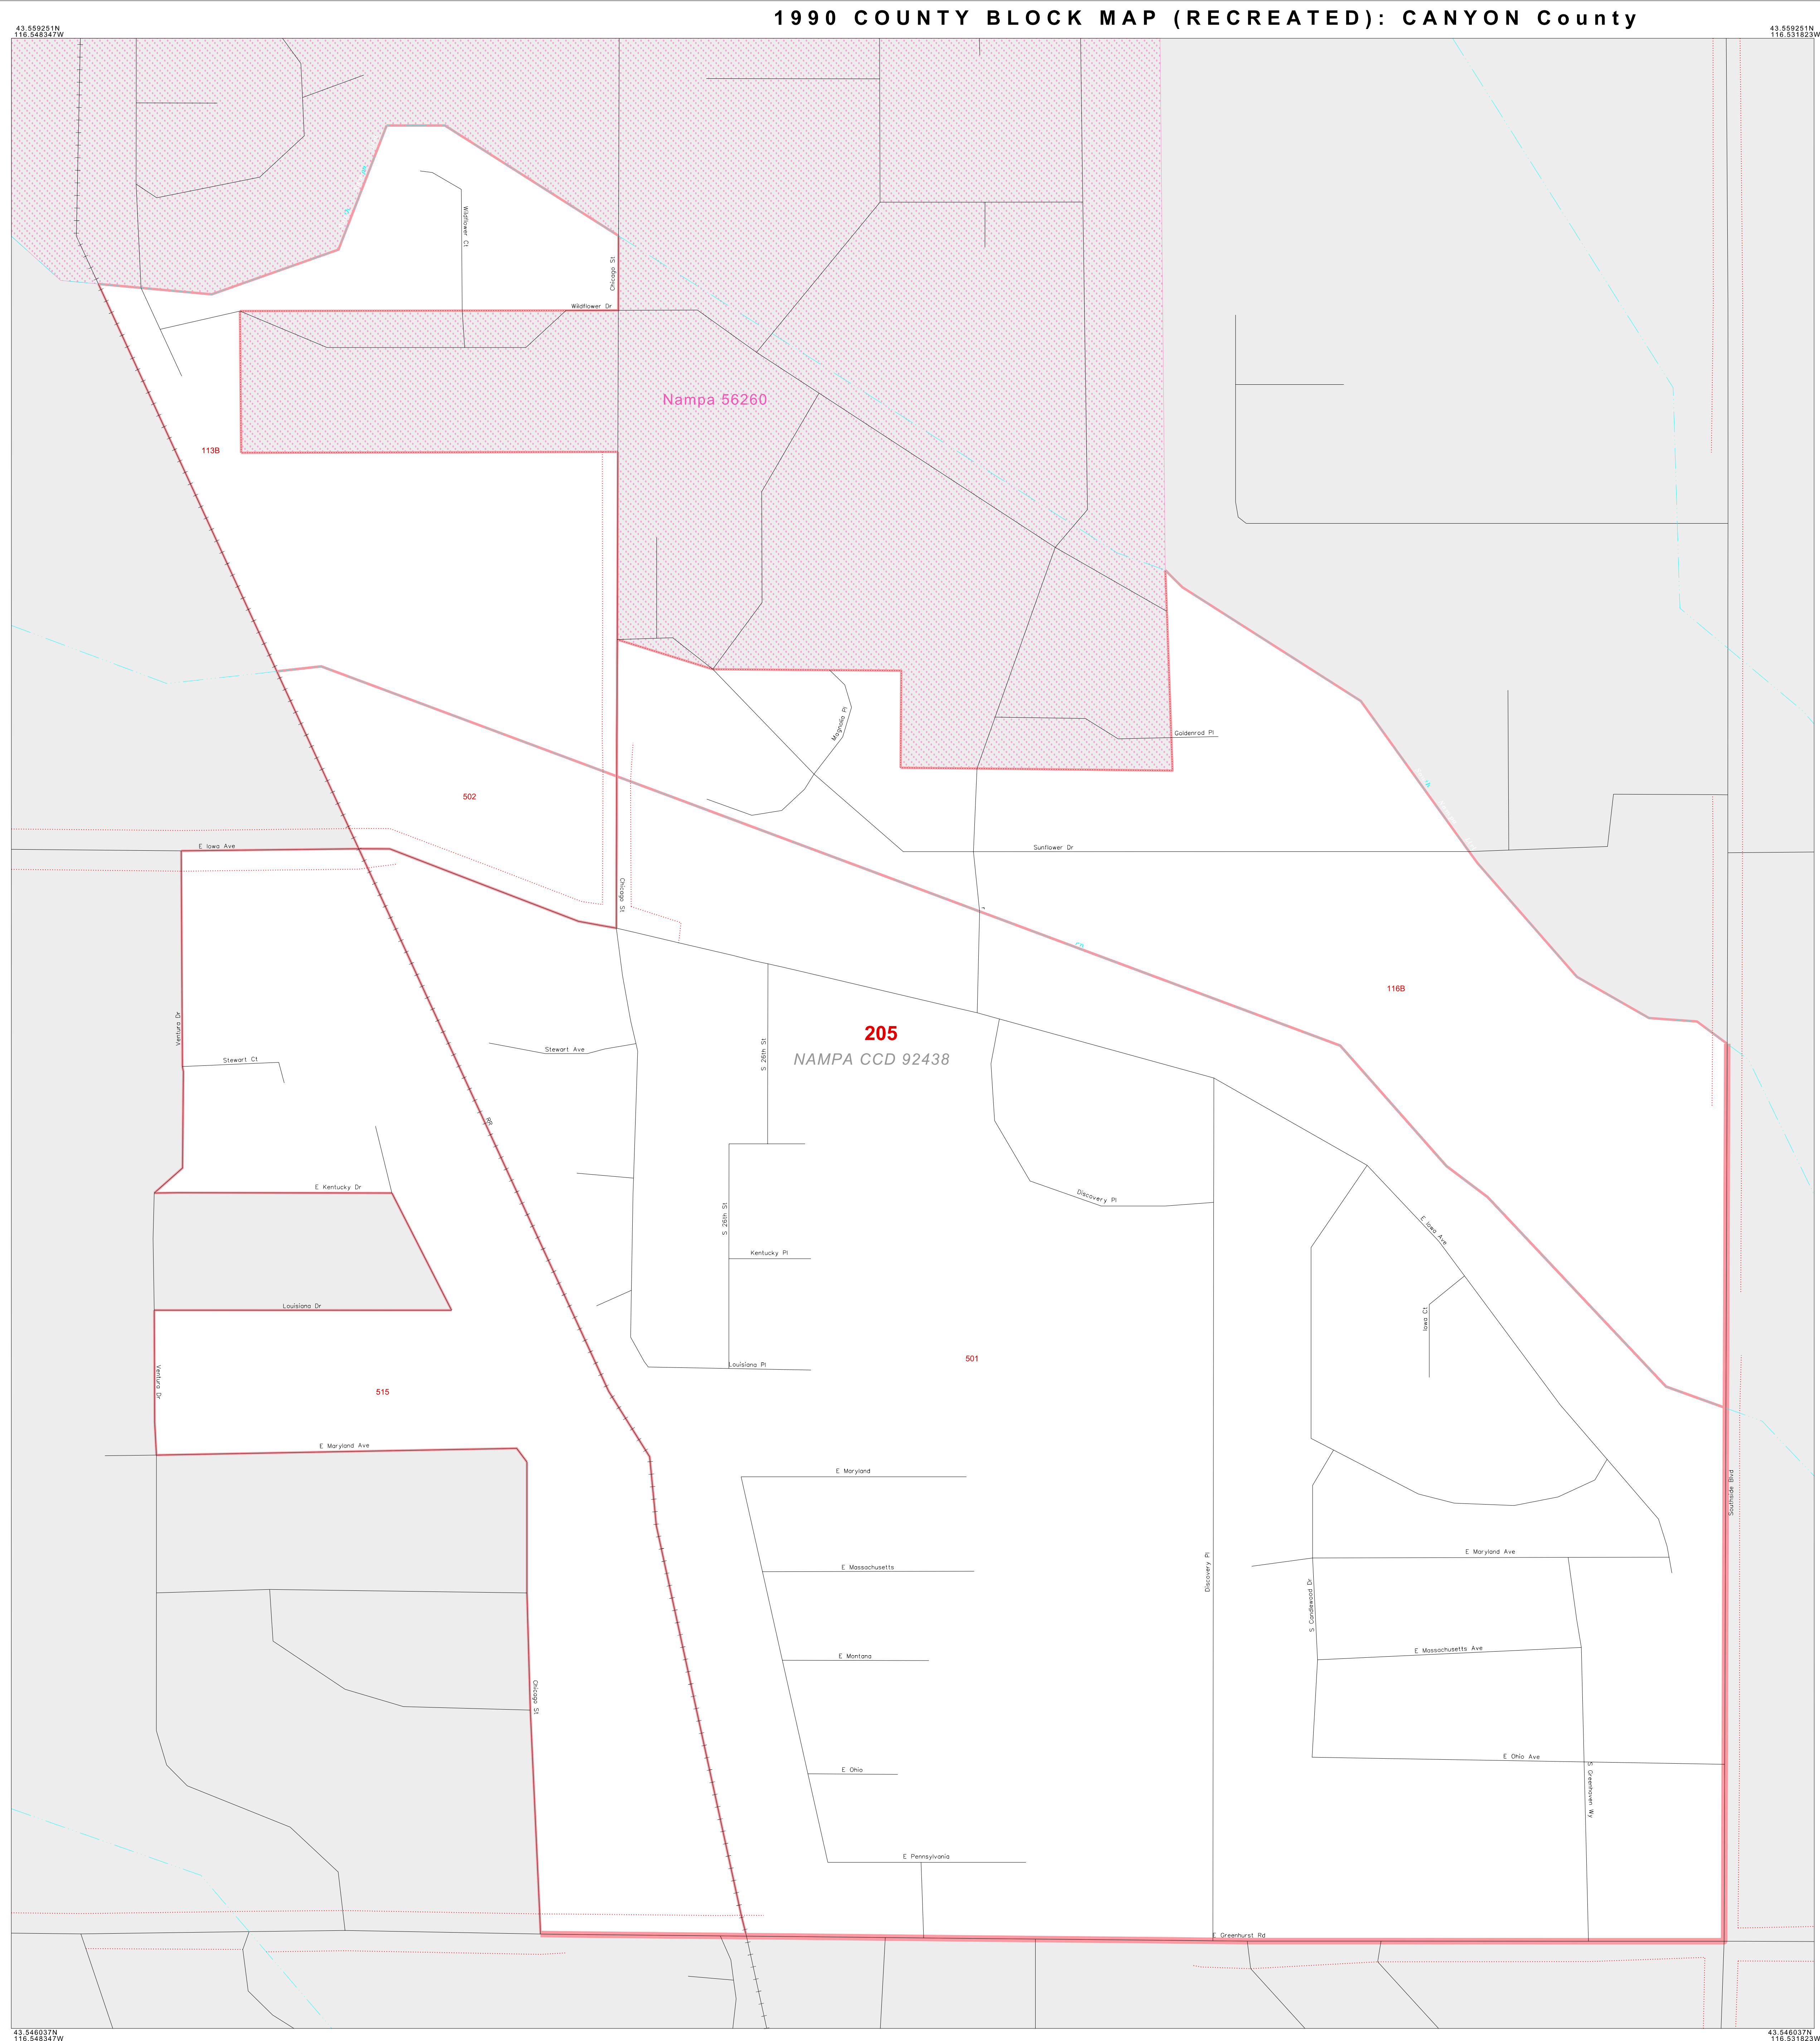 1990 COUNTY BLOCK MAP (RECREATED): CANYON County
43.559251N
116.548347W
43.559251N
116.531823W
Wildflower Ct
Chicago St
Wildflower Dr
Nampa 56260
113B
Magnolia Pl
Goldenrod Pl
502
E Iowa Ave
Sunflower Dr
Chicago St
116B
Ventura Dr
205
NAMPA CCD 92438
Stewart Ave
Stewart Ct
S 26th St
RR
E Kentucky Dr
Discovery Pl
S 26th St
E Iowa Ave
Kentucky Pl
Louisiana Dr
Iowa Ct
501
Louisiana Pl
Ventura Dr
515
E Maryland Ave
E Maryland
Southside Blvd
E Maryland Ave
E Massachusetts
Discovery Pl
S Candlewood Dr
E Massachusetts Ave
E Montana
Chicago St
E Ohio Ave
E Ohio
S Greenhaven Wy
E Pennsylvania
E Greenhurst Rd
43.546037N
116.548347W
43.546037N
116.531823W